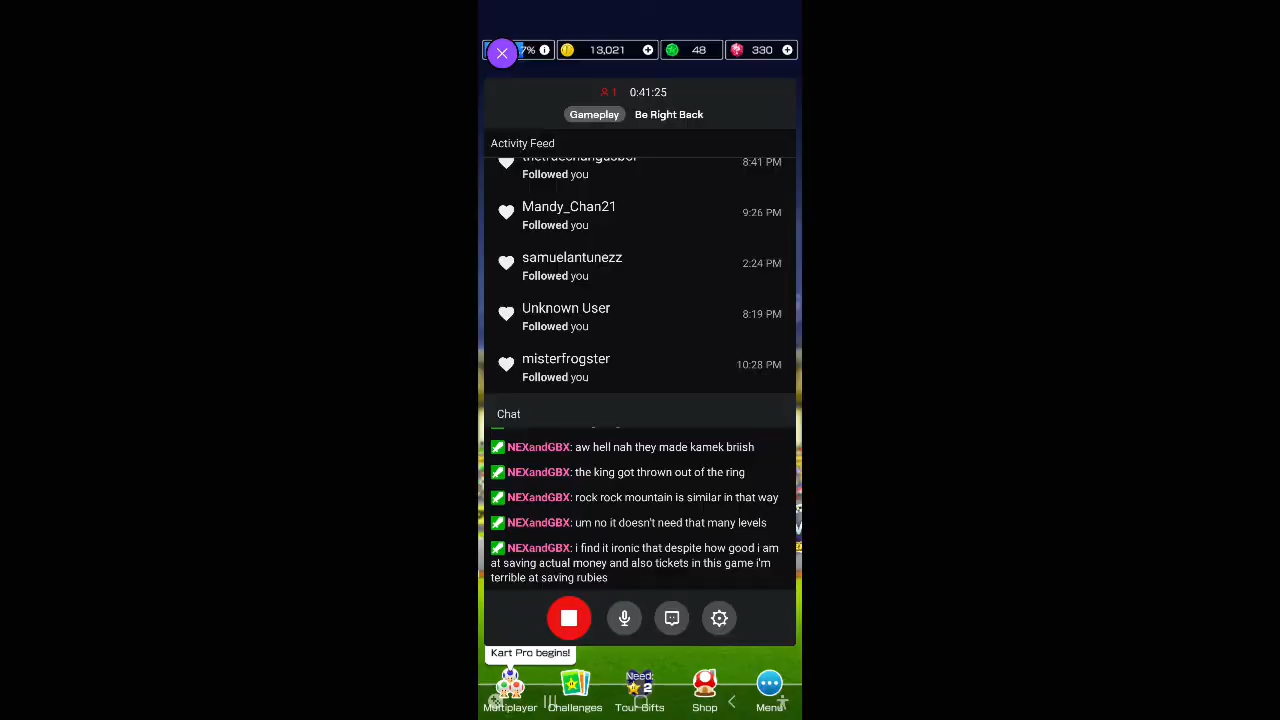 7% 13,021 48 330
1 0:41:25
Gameplay Be Right Back
Activity Feed
8:41 PM
Followed you
Mandy_Chan21
9:26 PM
Followed you
samuelantunezz
2:24 PM
Followed you
Unknown User
8:19 PM
Followed you
misterfrogster
10:28 PM
Followed you
Chat
NEXandGBX: aw hell nah they made kamek briish
NEXandGBX: the king got thrown out of the ring
NEXandGBX: rock rock mountain is similar in that way
NEXandGBX: um no it doesn't need that many levels
NEXandGBX: i find it ironic that despite how good i am
at saving actual money and also tickets in this game i'm
terrible at saving rubies
Kart Pro begins!
Need:
2
Multiplayer Challenges Tour Gifts Shop Menu